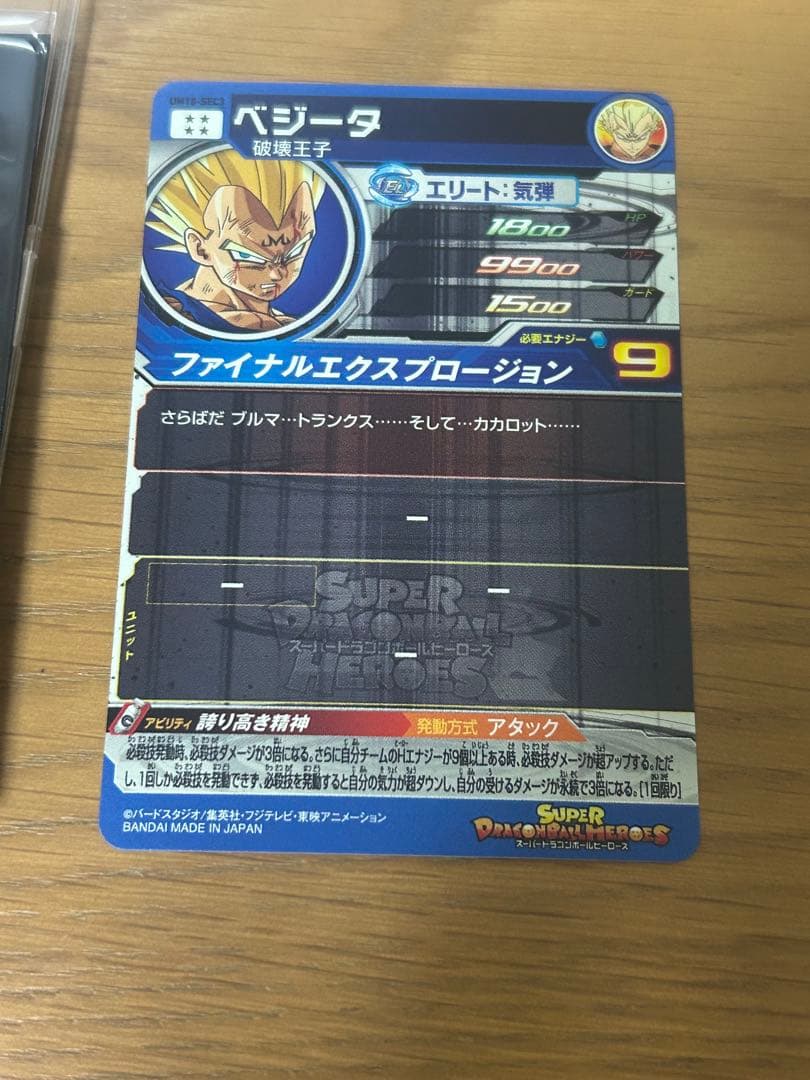 UM12-SEC3
ベジータ
破壊王子
EL エリート:気弾
1800 HP
9900 パワー
1500 ガード
必要エナジー 9
ファイナルエクスプロージョン
さらばだ ブルマ…トランクス……そして…カカロット……
ー
ー ー
ユニット
ー
SUPER
DRAGONBALL
スーパードラゴンボールヒーローズ
HEROES
アビリティ 誇り高き精神 発動方式 アタック
必殺技発動時、必殺技ダメージが3倍になる。さらに自分チームのHエナジーが9個以上ある時、必殺技ダメージが超アップする。ただ
し、1回しか必殺技を発動できず、必殺技を発動すると自分の気力が超ダウンし、自分の受けるダメージが永続で3倍になる。[1回限り]
©バードスタジオ/集英社・フジテレビ・東映アニメーション
BANDAI MADE IN JAPAN
SUPER
DRAGONBALL HEROES
スーパードラゴンボールヒーローズ